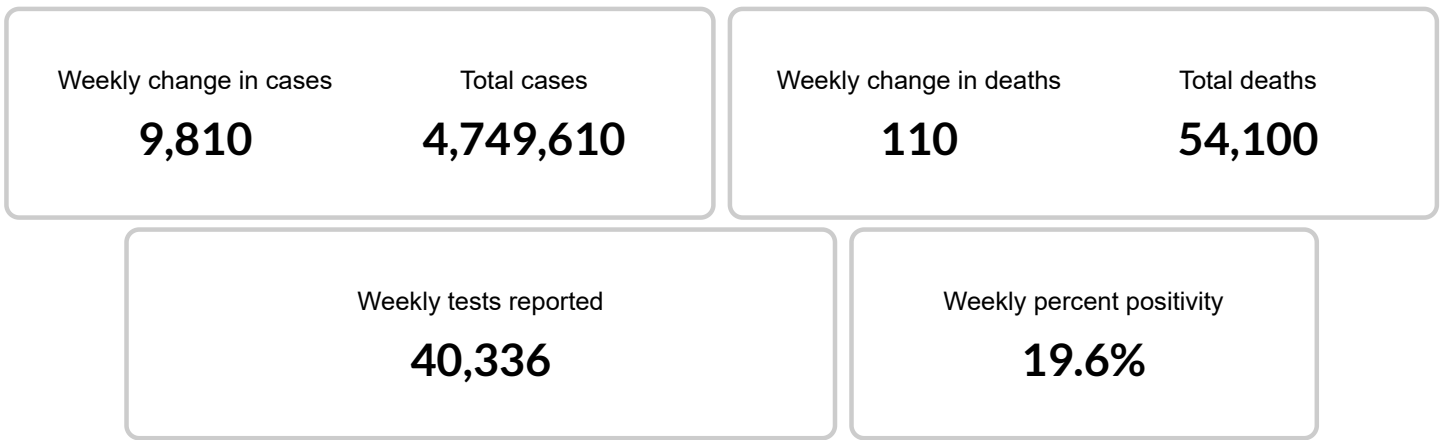 Weekly change in cases
9,810
Total cases
4,749,610
Weekly change in deaths
110
Total deaths
54,100
Weekly tests reported
40,336
Weekly percent positivity
19.6%